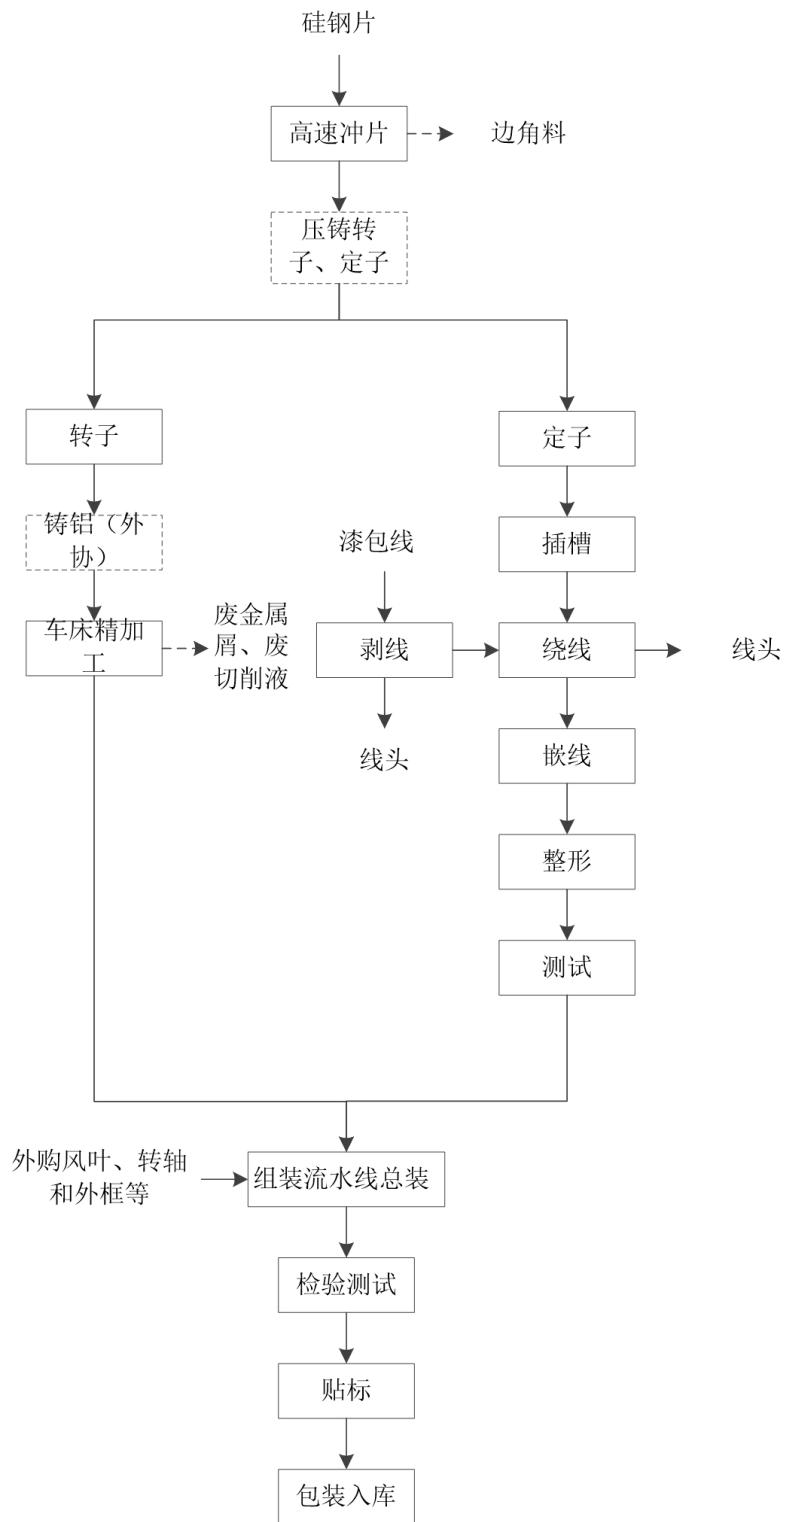 硅钢片
高速冲片
边角料
压铸转
子、定子
转子
定子
铸铝（外
协）
插槽
漆包线
车床精加
工
废金属
屑、废
切削液
剥线
绕线
线头
线头
嵌线
整形
测试
外购风叶、转轴
和外框等
组装流水线总装
检验测试
贴标
包装入库